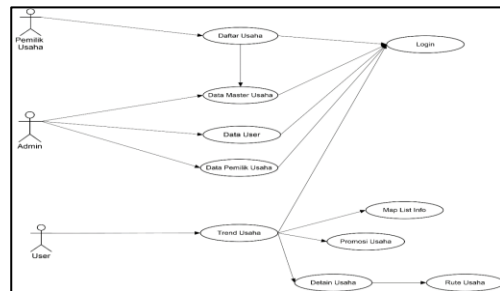 Pemilik
Usaha
Daftar Usaha
Login
Data Master Usaha
Data User
Admin
Data Pemilik Usaha
Map List Info
Trend Usaha
Promosi Usaha
User
Detain Usaha
Rute Usaha